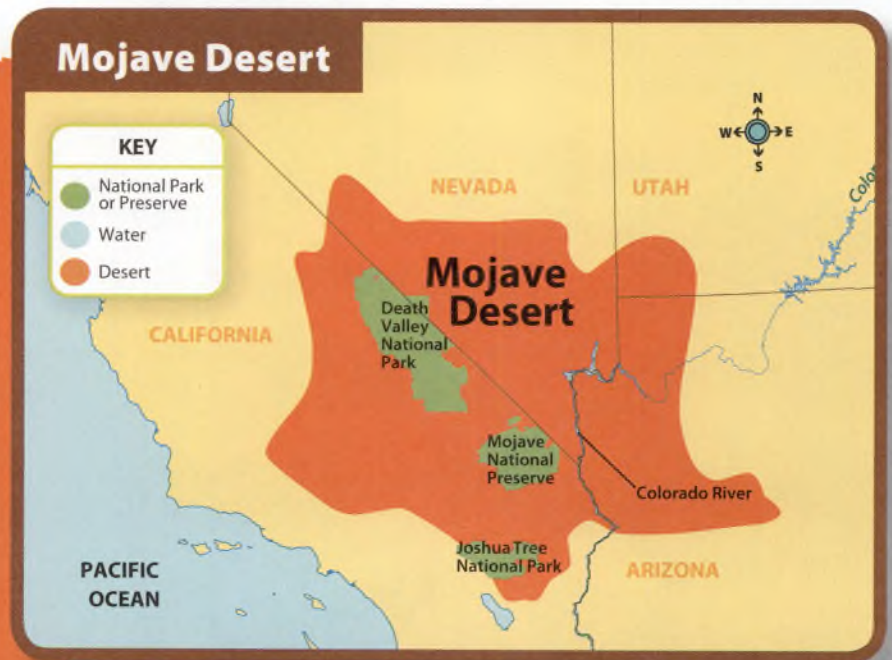 Mojave Desert
KEY
National Park
or Preserve
Water
Desert
N
W
E
S
NEVADA
UTAH
Color
Mojave
Desert
CALIFORNIA
Death
Valley
National
Park
Mojave
National
Preserve
Colorado River
Joshua Tree
National Park
ARIZONA
PACIFIC
OCEAN